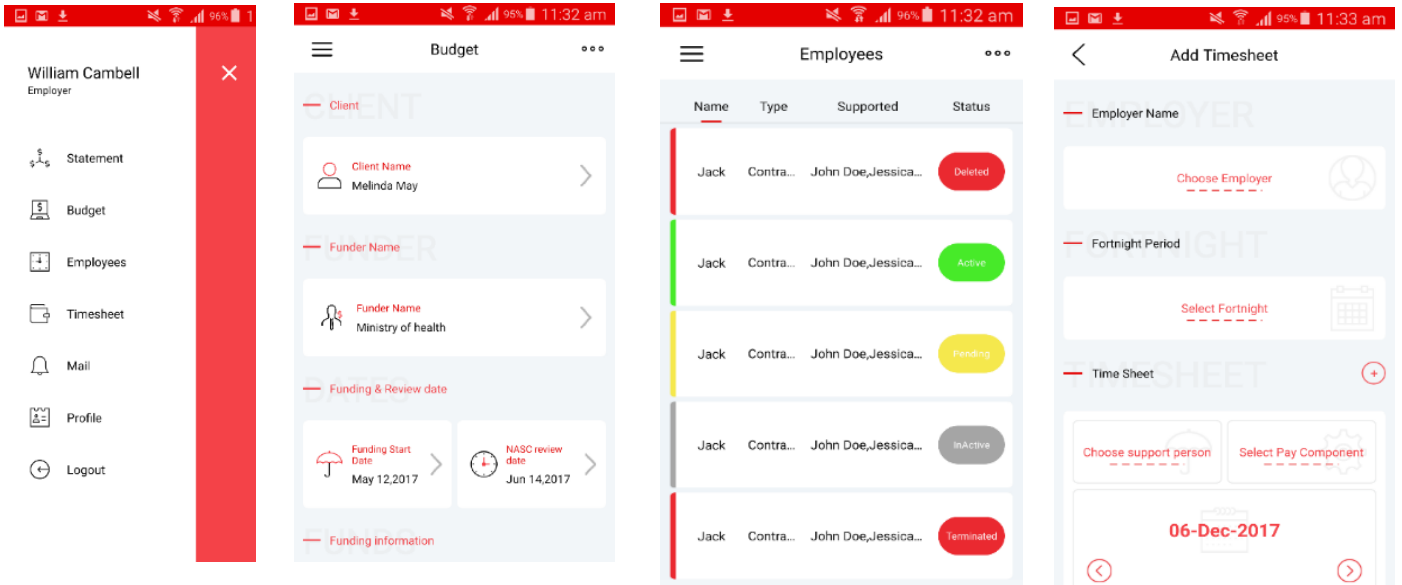 96% 1
William Cambell
Employer
Statement
Budget
Employees
Timesheet
Mail
Profile
Logout
95% 11:32 am
Budget
CLIENT
Client
Client Name
Melinda May
FUNDER
Funder Name
Funder Name
Ministry of health
DATES
Funding & Review date
Funding Start
Date
May 12,2017
NASC review
date
Jun 14,2017
FUNDS
Funding information
96% 11:32 am
Employees
Name Type Supported Status
Jack Contra... John Doe,Jessica... Deleted
Jack Contra... John Doe,Jessica... Active
Jack Contra... John Doe,Jessica... Pending
Jack Contra... John Doe,Jessica... InActive
Jack Contra... John Doe,Jessica... Terminated
95% 11:33 am
Add Timesheet
EMPLOYER
Employer Name
Choose Employer
FORTNIGHT
Fortnight Period
Select Fortnight
TIMESHEET
Time Sheet
Choose support person Select Pay Component
06-Dec-2017